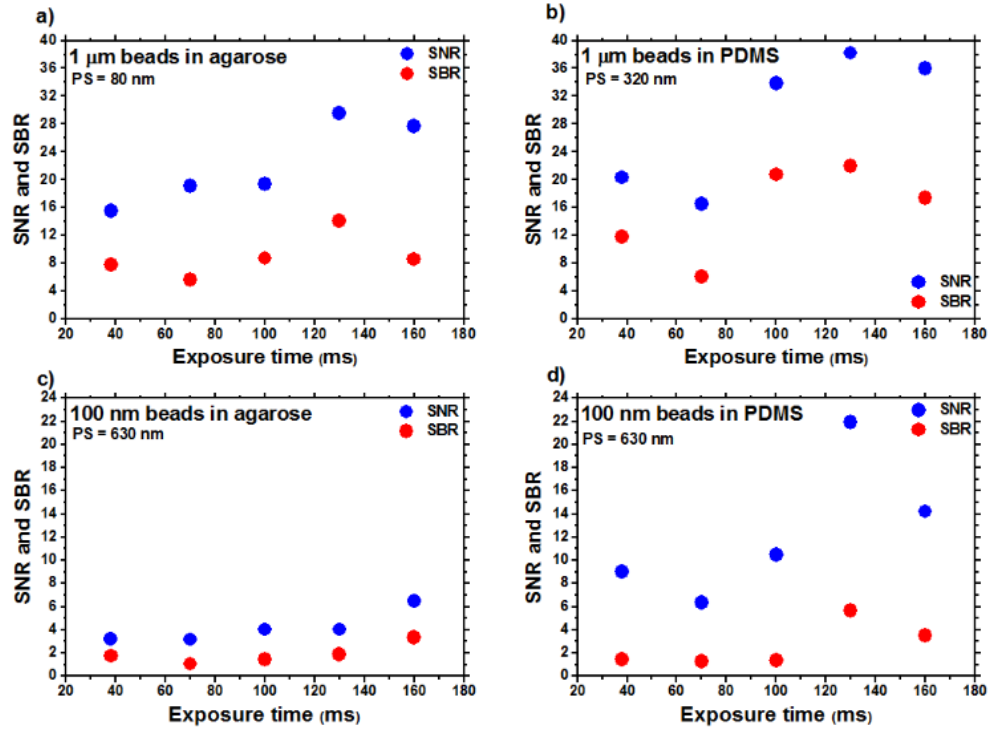 a)
1 μm beads in agarose
PS = 80 nm
SNR
SBR
SNR and SBR
40
36
32
28
24
20
16
12
8
4
0
20 40 60 80 100 120 140 160 180
Exposure time (ms)
b)
1 μm beads in PDMS
PS = 320 nm
SNR and SBR
40
36
32
28
24
20
16
12
8
4
0
SNR
SBR
20 40 60 80 100 120 140 160 180
Exposure time (ms)
c)
100 nm beads in agarose
PS = 630 nm
SNR
SBR
SNR and SBR
24
22
20
18
16
14
12
10
8
6
4
2
0
20 40 60 80 100 120 140 160 180
Exposure time (ms)
d)
100 nm beads in PDMS
PS = 630 nm
SNR
SBR
SNR and SBR
24
22
20
18
16
14
12
10
8
6
4
2
0
20 40 60 80 100 120 140 160 180
Exposure time (ms)